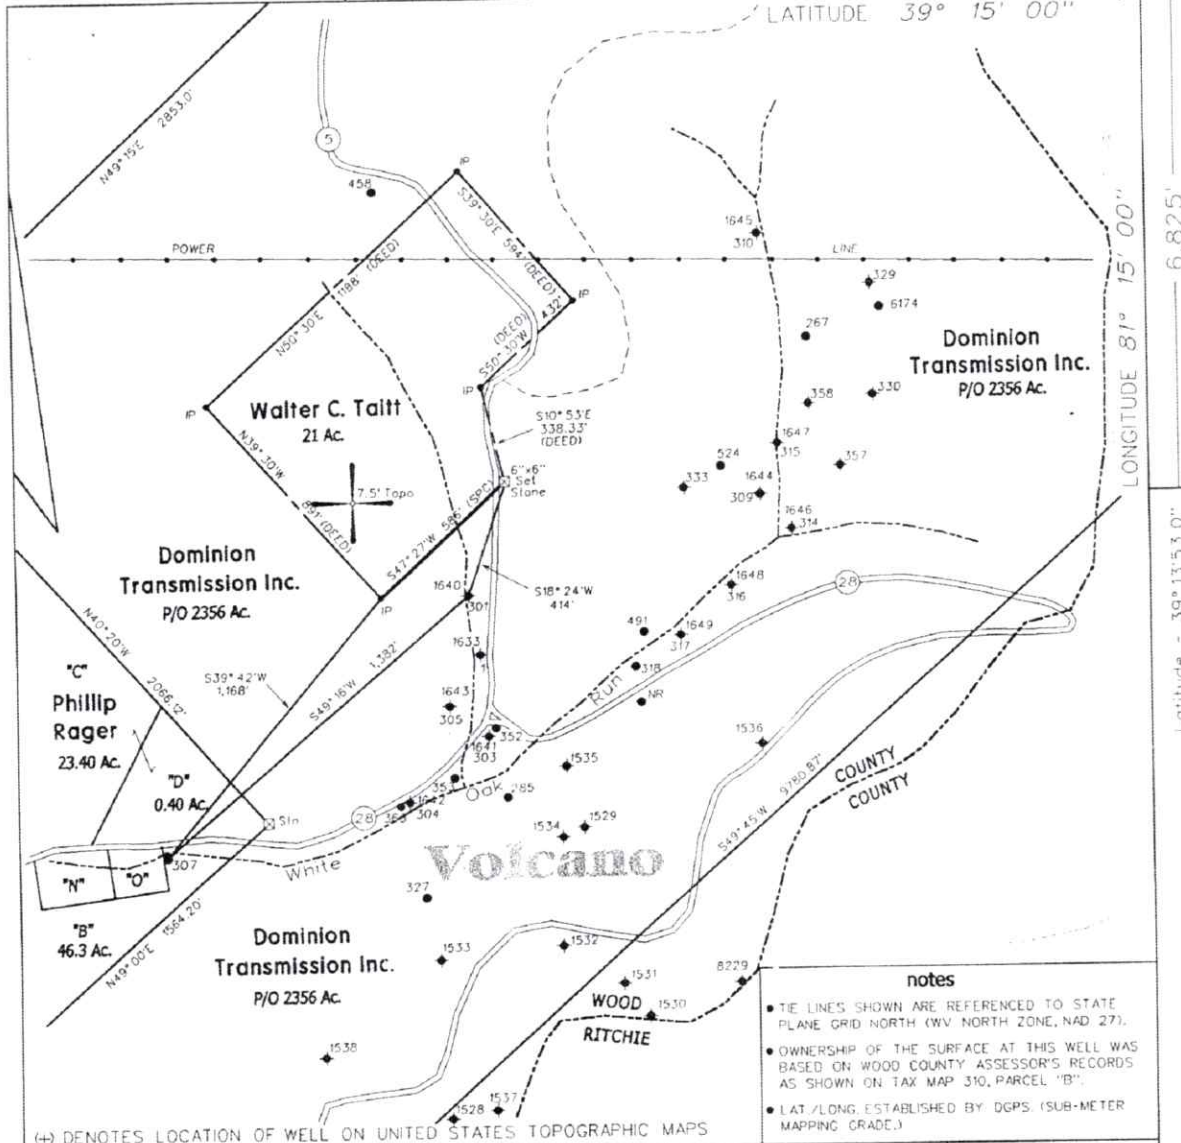 LATITUDE 39° 15' 00"
N49° 15'E 2853.0'
5
458
IP
S39° 30'E 594' (DEED)
POWER
LINE
1188' (DEED)
N50° 30'E
IP
(DEED) 432'
S50° 30'W
IP
1645
310
329
6174
267
LONGITUDE 81° 15' 00"
6,825'
Dominion
Transmission Inc.
P/O 2356 Ac.
358
330
IP
Walter C. Taitt
21 Ac.
S10° 53'E
338.33'
(DEED)
N39° 30'W
891' (DEED)
7.5' Topo
6"x6"
Set
Stone
S47° 27'W 586' (SPC)
1647
315
524
357
333
1644
309
1646
314
Latitude - 39° 13'53.0"
Dominion
Transmission Inc.
P/O 2356 Ac.
IP
1640
301
S18° 24'W
414'
1648
316
28
N40° 20'W 2066.12'
1633
1
491
1649
317
318
"C"
Phillip
Rager
23.40 Ac.
S39° 42'W
1,168'
S49° 16'W 1,382'
1643
305
Run
NR
352
1641
303
1536
"D"
0.40 Ac.
1535
COUNTY
COUNTY
S49° 45'W 9780.87'
Stn
28
1642
304
Oak
285
1534
1529
307
White
Volcano
"N"
"O"
"B"
46.3 Ac.
N49° 00'E 1564.20'
327
Dominion
Transmission Inc.
P/O 2356 Ac.
1533
1532
1531
8229
WOOD
1530
RITCHIE
1538
1537
1528
notes
• TIE LINES SHOWN ARE REFERENCED TO STATE
PLANE GRID NORTH (WV NORTH ZONE, NAD 27).
• OWNERSHIP OF THE SURFACE AT THIS WELL WAS
BASED ON WOOD COUNTY ASSESSOR'S RECORDS
AS SHOWN ON TAX MAP 310, PARCEL "B".
• LAT./LONG. ESTABLISHED BY DGPS. (SUB-METER
MAPPING GRADE.)
(+) DENOTES LOCATION OF WELL ON UNITED STATES TOPOGRAPHIC MAPS